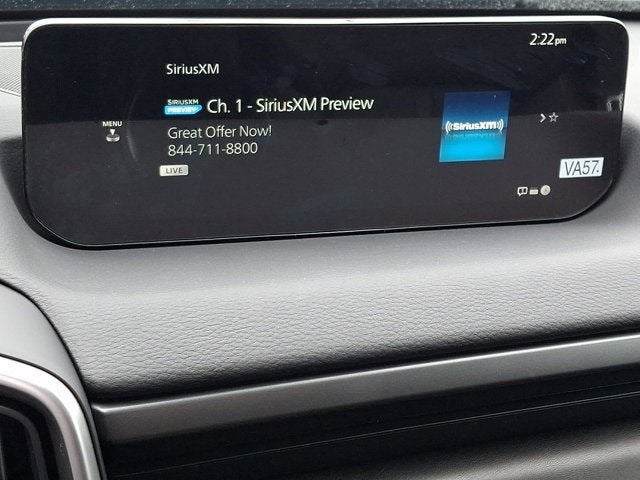 2:22pm
SiriusXM
SIRIUSXM
PREVIEW
Ch. 1 - SiriusXM Preview
MENU
Great Offer Now!
844-711-8800
LIVE
((SiriusXM))
VA57